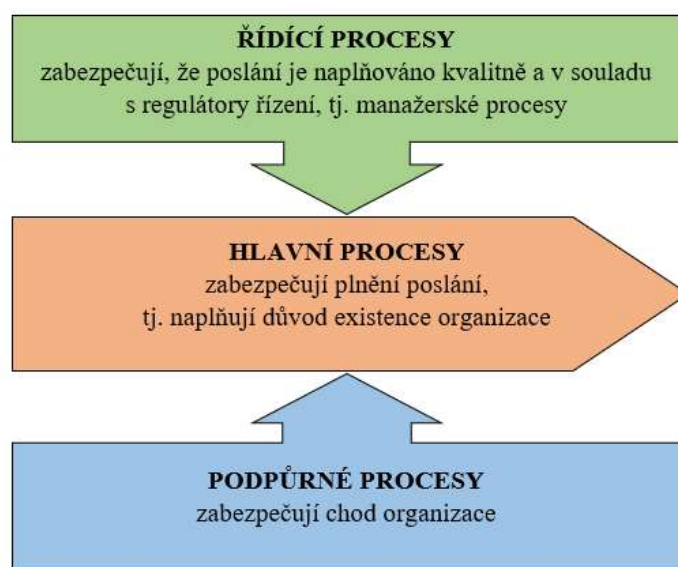 ŘÍDÍCÍ PROCESY
zabezpečují, že poslání je naplňováno kvalitně a v souladu
s regulátory řízení, tj. manažerské procesy
HLAVNÍ PROCESY
zabezpečují plnění poslání,
tj. naplňují důvod existence organizace
PODPŮRNÉ PROCESY
zabezpečují chod organizace